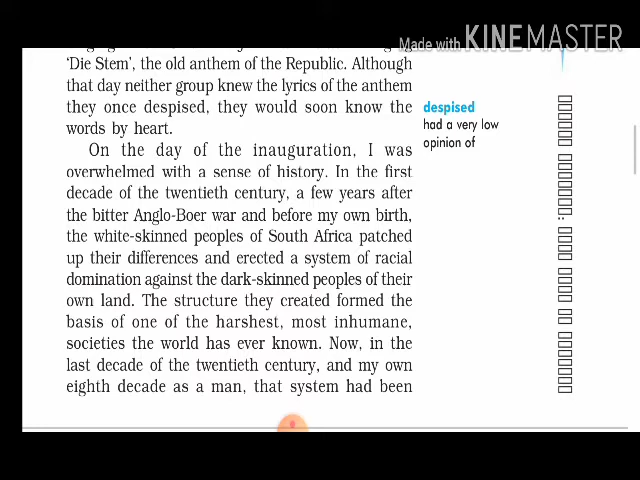 Made with KINEMASTER
'Die Stem', the old anthem of the Republic. Although
that day neither group knew the lyrics of the anthem
they once despised, they would soon know the
words by heart.
On the day of the inauguration, I was
overwhelmed with a sense of history. In the first
decade of the twentieth century, a few years after
the bitter Anglo-Boer war and before my own birth,
the white-skinned peoples of South Africa patched
up their differences and erected a system of racial
domination against the dark-skinned peoples of their
own land. The structure they created formed the
basis of one of the harshest, most inhumane,
societies the world has ever known. Now, in the
last decade of the twentieth century, and my own
eighth decade as a man, that system had been
despised
had a very low
opinion of